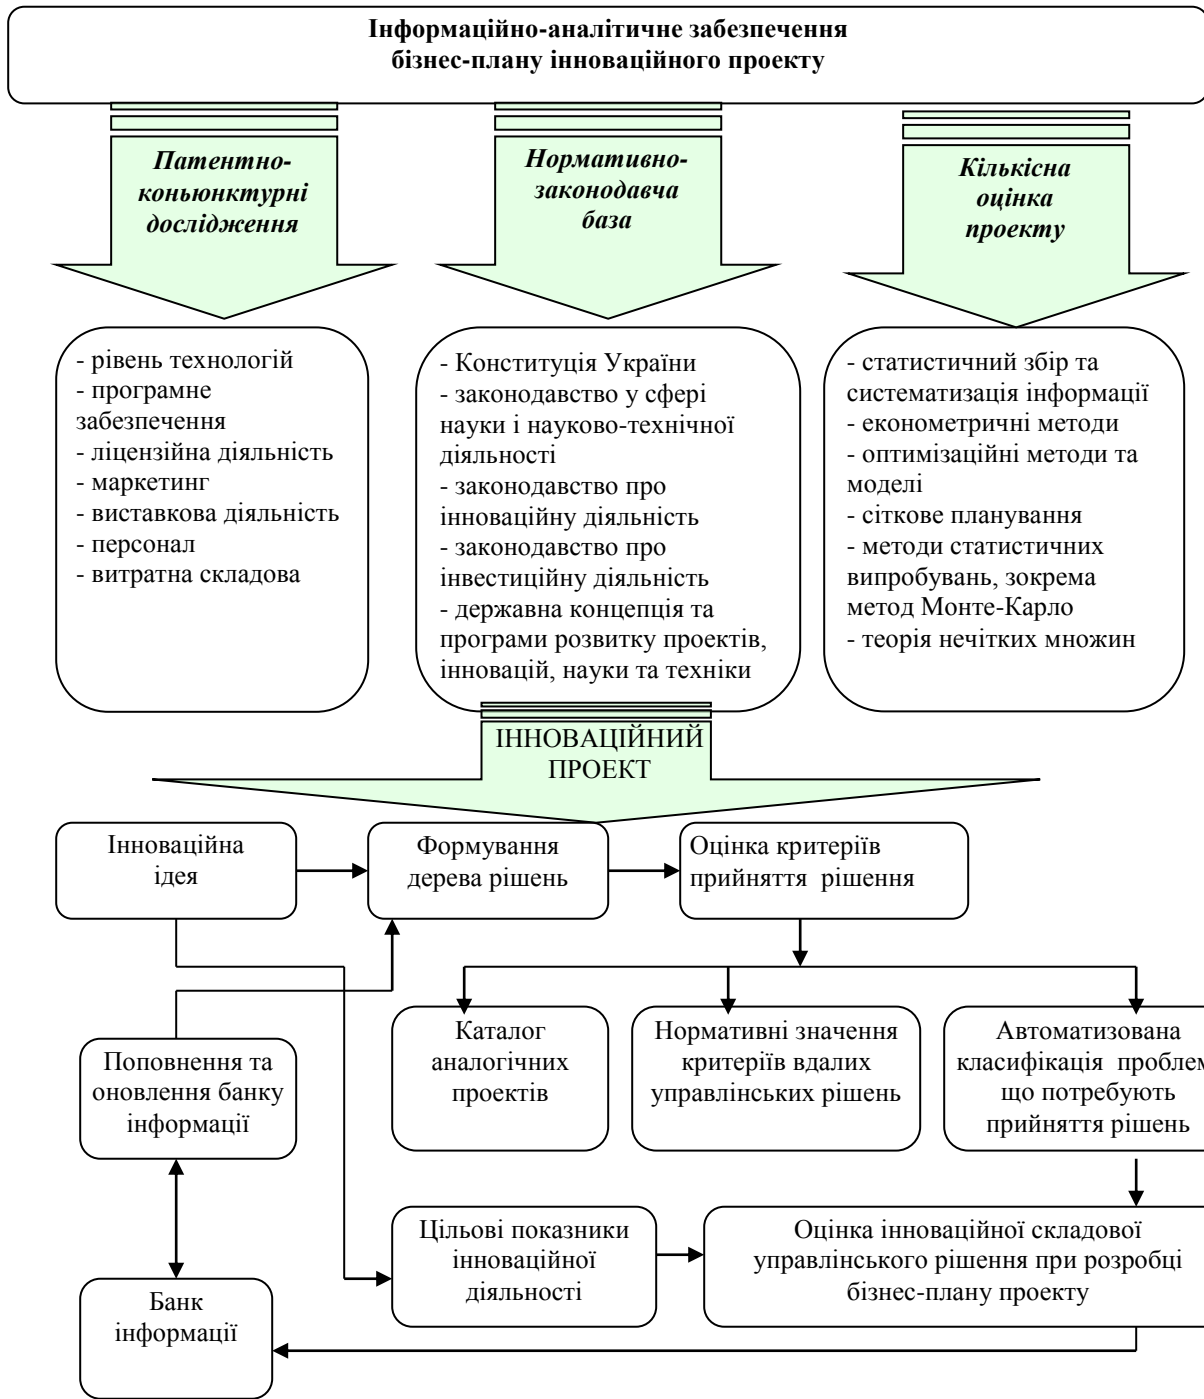 Інформаційно-аналітичне забезпечення
бізнес-плану інноваційного проекту
Патентно-
коньюнктурні
дослідження
Нормативно-
законодавча
база
Кількісна
оцінка
проекту
- рівень технологій
- програмне
забезпечення
- ліцензійна діяльність
- маркетинг
- виставкова діяльність
- персонал
- витратна складова
- Конституція України
- законодавство у сфері
науки і науково-технічної
діяльності
- законодавство про
інноваційну діяльність
- законодавство про
інвестиційну діяльність
- державна концепція та
програми розвитку проектів,
інновацій, науки та техніки
- статистичний збір та
систематизація інформації
- економетричні методи
- оптимізаційні методи та
моделі
- сіткове планування
- методи статистичних
випробувань, зокрема
метод Монте-Карло
- теорія нечітких множин
ІННОВАЦІЙНИЙ
ПРОЕКТ
Інноваційна
ідея
Формування
дерева рішень
Оцінка критеріїв
прийняття рішення
Поповнення та
оновлення банку
інформації
Каталог
аналогічних
проектів
Нормативні значення
критеріїв вдалих
управлінських рішень
Автоматизована
класифікація проблем
що потребують
прийняття рішень
Цільові показники
інноваційної
діяльності
Оцінка інноваційної складової
управлінського рішення при розробці
бізнес-плану проекту
Банк
інформації